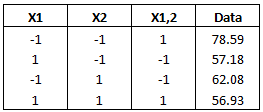 X1 X2 X1,2 Data
-1 -1 1 78.59
1 -1 -1 57.18
-1 1 -1 62.08
1 1 1 56.93